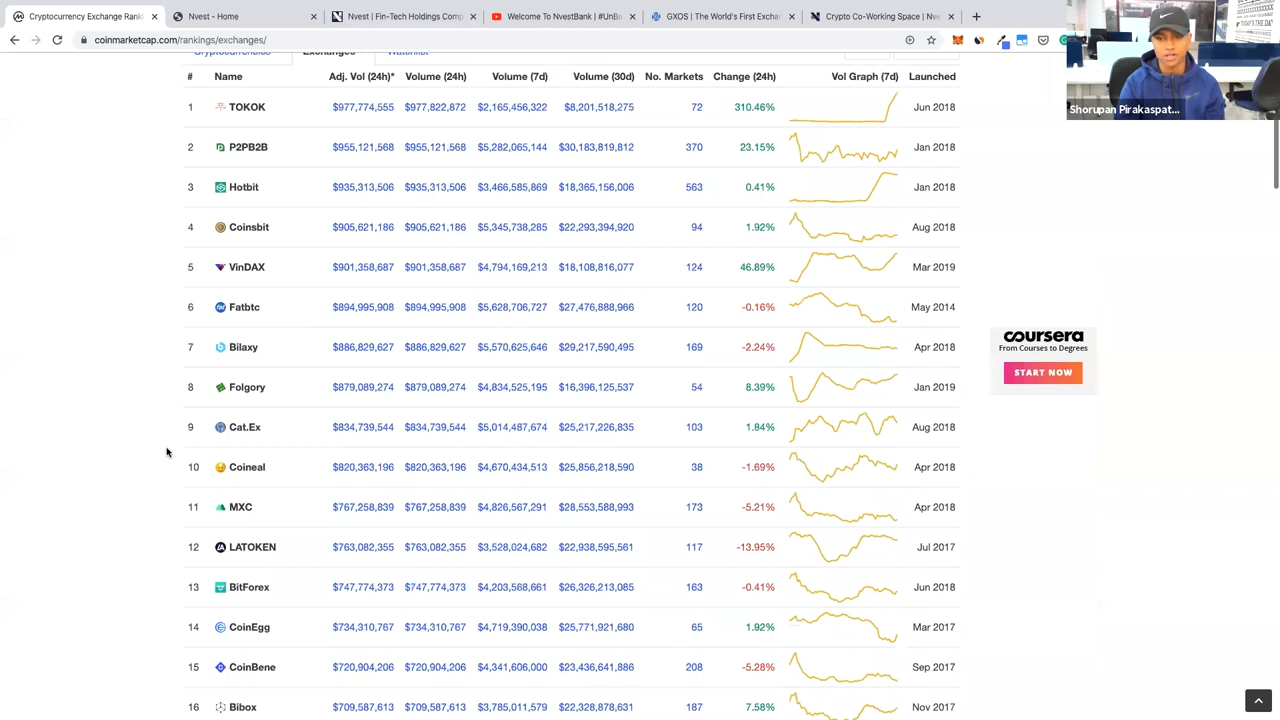 Cryptocurrency Exchange Rank
Nvest - Home
Nvest | Fin-Tech Holdings Comp
Welcome To NvestBank | #UnBa
GXOS | The World's First Excha
Crypto Co-Working Space | Nve
coinmarketcap.com/rankings/exchanges/
Cryptocurrencies Exchanges Watchlist
# Name Adj. Vol (24h)* Volume (24h) Volume (7d) Volume (30d) No. Markets Change (24h) Vol Graph (7d) Launched
1 TOKOK $977,774,555 $977,822,872 $2,165,456,322 $8,201,518,275 72 310.46% Jun 2018
2 P2PB2B $955,121,568 $955,121,568 $5,282,065,144 $30,183,819,812 370 23.15% Jan 2018
3 Hotbit $935,313,506 $935,313,506 $3,466,585,869 $18,365,156,006 563 0.41% Jan 2018
4 Coinsbit $905,621,186 $905,621,186 $5,345,738,285 $22,293,394,920 94 1.92% Aug 2018
5 VinDAX $901,358,687 $901,358,687 $4,794,169,213 $18,108,816,077 124 46.89% Mar 2019
6 Fatbtc $894,995,908 $894,995,908 $5,628,706,727 $27,476,888,966 120 -0.16% May 2014
7 Bilaxy $886,829,627 $886,829,627 $5,570,625,646 $29,217,590,495 169 -2.24% Apr 2018
8 Folgory $879,089,274 $879,089,274 $4,834,525,195 $16,396,125,537 54 8.39% Jan 2019
9 Cat.Ex $834,739,544 $834,739,544 $5,014,487,674 $25,217,226,835 103 1.84% Aug 2018
10 Coineal $820,363,196 $820,363,196 $4,670,434,513 $25,856,218,590 38 -1.69% Apr 2018
11 MXC $767,258,839 $767,258,839 $4,826,567,291 $28,553,588,993 173 -5.21% Apr 2018
12 LATOKEN $763,082,355 $763,082,355 $3,528,024,682 $22,938,595,561 117 -13.95% Jul 2017
13 BitForex $747,774,373 $747,774,373 $4,203,568,661 $26,326,213,085 163 -0.41% Jun 2018
14 CoinEgg $734,310,767 $734,310,767 $4,719,390,038 $25,771,921,680 65 1.92% Mar 2017
15 CoinBene $720,904,206 $720,904,206 $4,341,606,000 $23,436,641,886 208 -5.28% Sep 2017
16 Bibox $709,587,613 $709,587,613 $3,785,011,579 $22,328,878,631 187 7.58% Nov 2017
Shorupan Pirakaspat...
coursera
From Courses to Degrees
START NOW